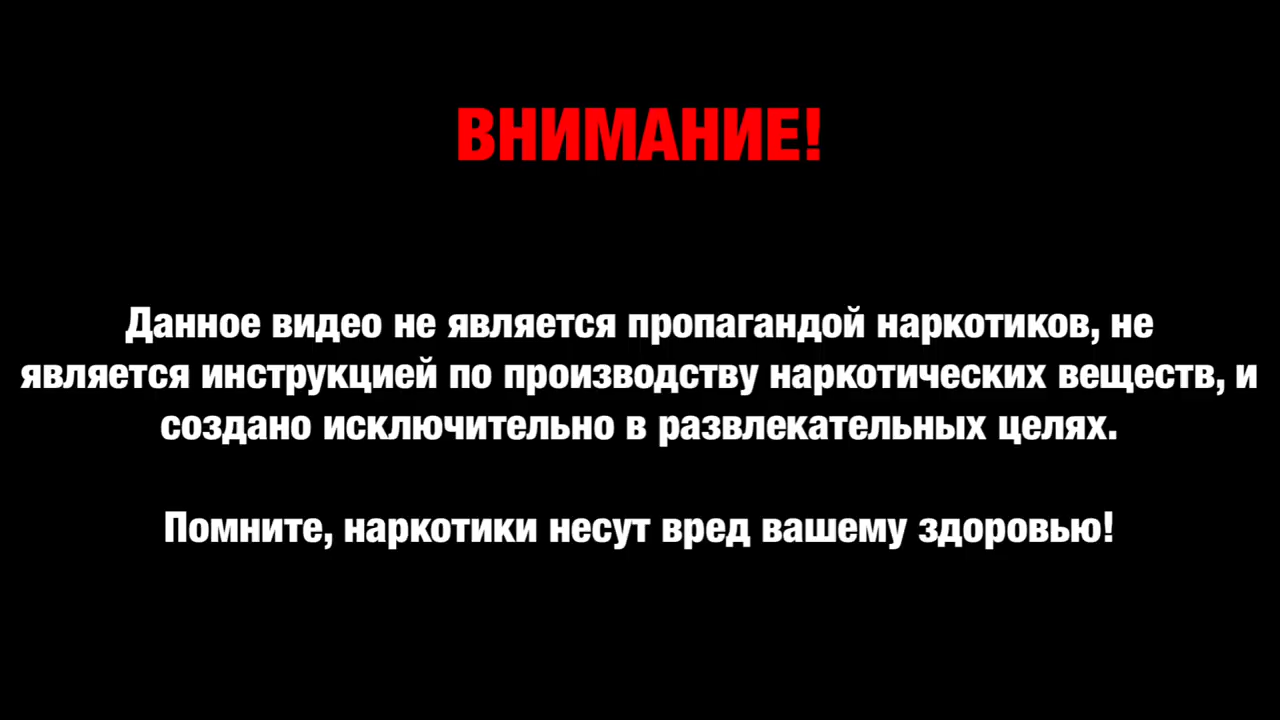 ВНИМАНИЕ!
Данное видео не является пропагандой наркотиков, не
является инструкцией по производству наркотических веществ, и
создано исключительно в развлекательных целях.
Помните, наркотики несут вред вашему здоровью!